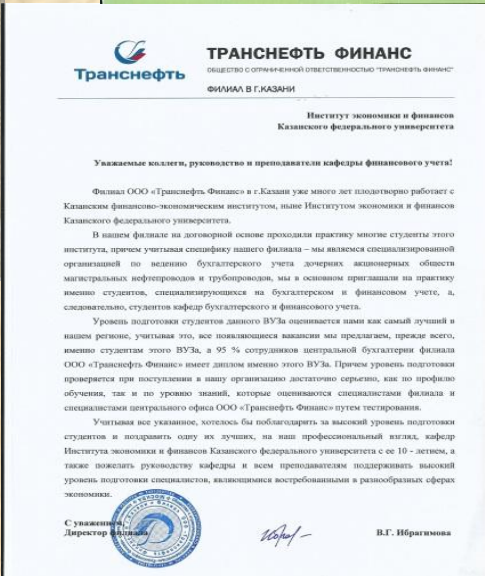 Транснефть
ТРАНСНЕФТЬ ФИНАНС
ОБЩЕСТВО С ОГРАНИЧЕННОЙ ОТВЕТСТВЕННОСТЬЮ "ТРАНСНЕФТЬ ФИНАНС"
ФИЛИАЛ В Г.КАЗАНИ
Институт экономики и финансов
Казанского федерального университета
Уважаемые коллеги, руководство и преподаватели кафедры финансового учета!
Филиал ООО «Транснефть Финанс» в г.Казани уже много лет плодотворно работает с
Казанским финансово-экономическим институтом, ныне Институтом экономики и финансов
Казанского федерального университета.
В нашем филиале на договорной основе проходили практику многие студенты этого
института, причем учитывая специфику нашего филиала – мы являемся специализированной
организацией по ведению бухгалтерского учета дочерних акционерных обществ
магистральных нефтепроводов и трубопроводов, мы в основном приглашали на практику
именно студентов, специализирующихся на бухгалтерском и финансовом учете, а,
следовательно, студентов кафедр бухгалтерского и финансового учета.
Уровень подготовки студентов данного ВУЗа оценивается нами как самый лучший в
нашем регионе, учитывая это, все появляющиеся вакансии мы предлагаем, прежде всего,
именно студентам этого ВУЗа, а 95 % сотрудников центральной бухгалтерии филиала
ООО «Транснефть Финанс» имеет диплом именно этого ВУЗа. Причем уровень подготовки
проверяется при поступлении в нашу организацию достаточно серьезно, как по профилю
обучения, так и по уровню знаний, которые оцениваются специалистами филиала и
специалистами центрального офиса ООО «Транснефть Финанс» путем тестирования.
Учитывая все указанное, хотелось бы поблагодарить за высокий уровень подготовки
студентов и поздравить одну их лучших, на наш профессиональный взгляд, кафедр
Института экономики и финансов Казанского федерального университета с ее 10 - летием, а
также пожелать руководству кафедры и всем преподавателям поддерживать высокий
уровень подготовки специалистов, являющимися востребованными в разнообразных сферах
экономики.
С уважением,
Директор филиала
В.Г. Ибрагимова